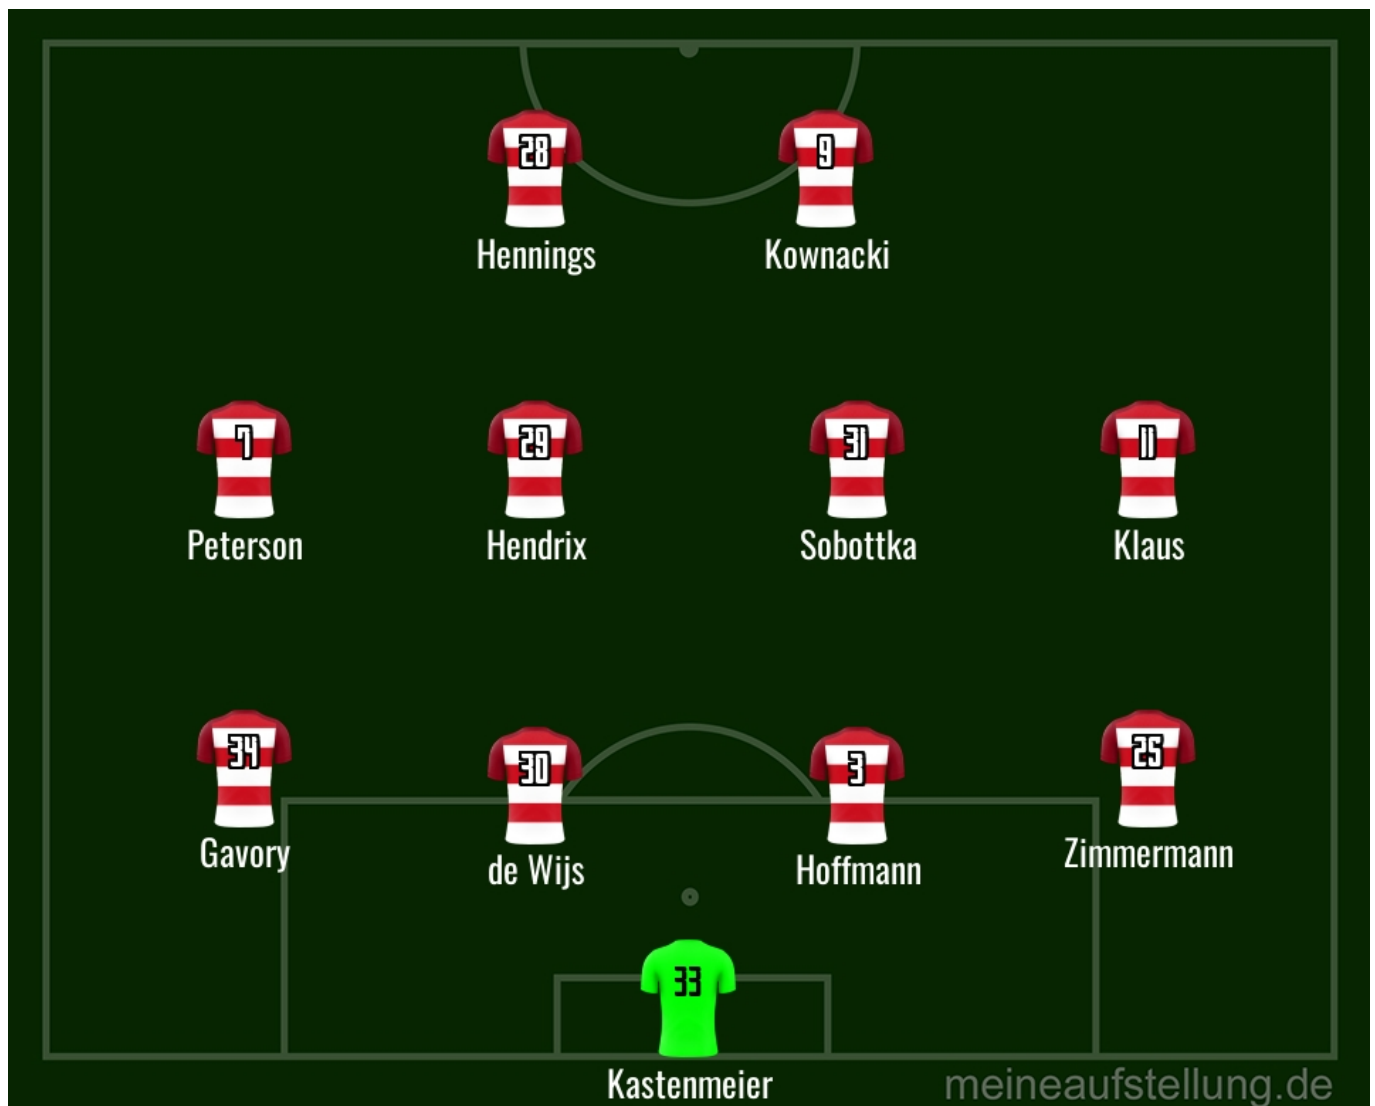 28 9
Hennings Kownacki
7 29 31 11
Peterson Hendrix Sobottka Klaus
34 30 3 25
Gavory de Wijs Hoffmann Zimmermann
33
Kastenmeier
meineaufstellung.de